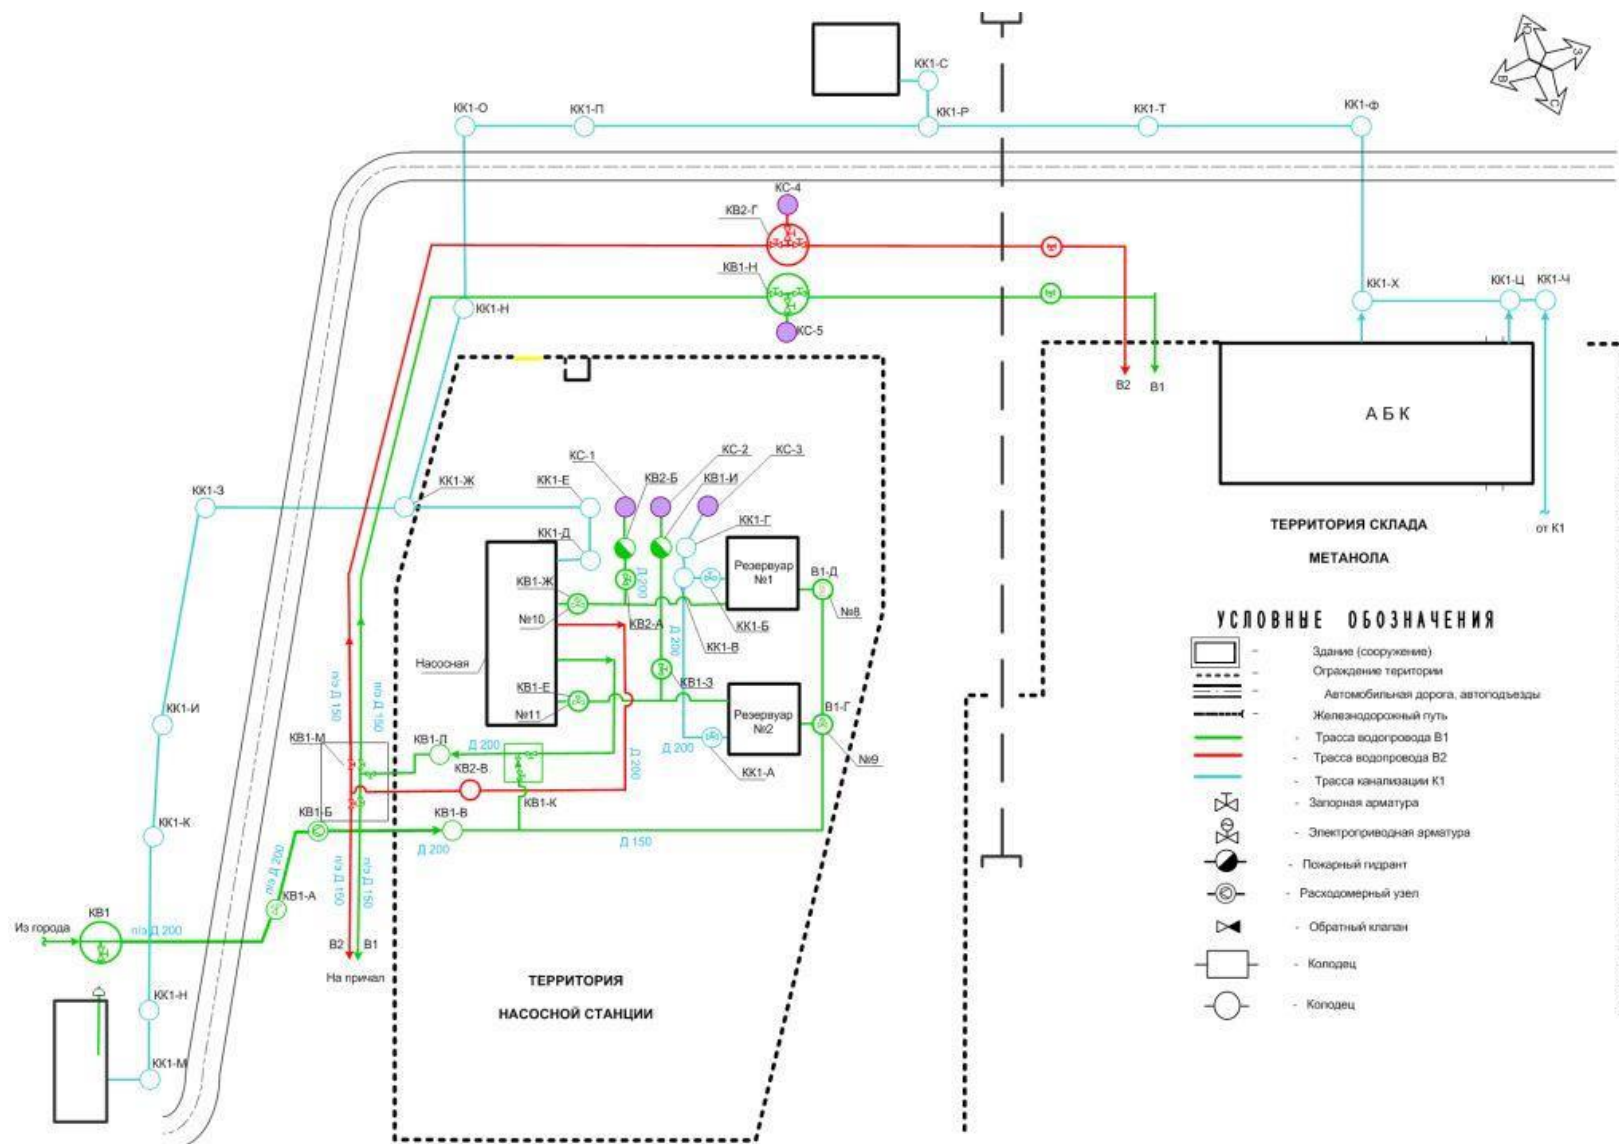 КК1-С
Ю
З
В
С
КК1-О
КК1-П
КК1-Р
КК1-Т
КК1-Ф
КС-4
КВ2-Г
КВ1-Н
КС-5
КК1-Н
КК1-Х
КК1-Ц
КК1-Ч
В2
В1
А Б К
ТЕРРИТОРИЯ СКЛАДА
МЕТАНОЛА
от К1
КС-1
КС-2
КС-3
КВ2-Б
КВ1-И
КК1-З
КК1-Ж
КК1-Е
КК1-Д
КК1-Г
Резервуар
№1
В1-Д
№8
КВ1-Ж
№10
Д 200
КВ2-А
КК1-Б
КК1-В
Д 200
Насосная
КВ1-Е
№11
КВ1-З
Резервуар
№2
В1-Г
№9
КК1-А
Д 200
Д 200
п/э Д 150
п/э Д 150
КК1-И
КВ1-М
КВ1-Л
Д 200
КВ2-В
КВ1-К
КВ1-Б
КВ1-В
Д 200
Д 150
КК1-К
п/э Д 200
п/э Д 150
п/э Д 150
КВ1-А
КВ1
Из города
п/э Д 200
В2
В1
На причал
КК1-Н
КК1-М
ТЕРРИТОРИЯ
НАСОСНОЙ СТАНЦИИ
УСЛОВНЫЕ ОБОЗНАЧЕНИЯ
- Здание (сооружение)
- Ограждение територии
- Автомобильная дорога, автоподъезды
- Железнодорожный путь
- Трасса водопровода В1
- Трасса водопровода В2
- Трасса канализации К1
- Запорная арматура
- Электроприводная арматура
- Пожарный гидрант
- Расходомерный узел
- Обратный клапан
- Колодец
- Колодец